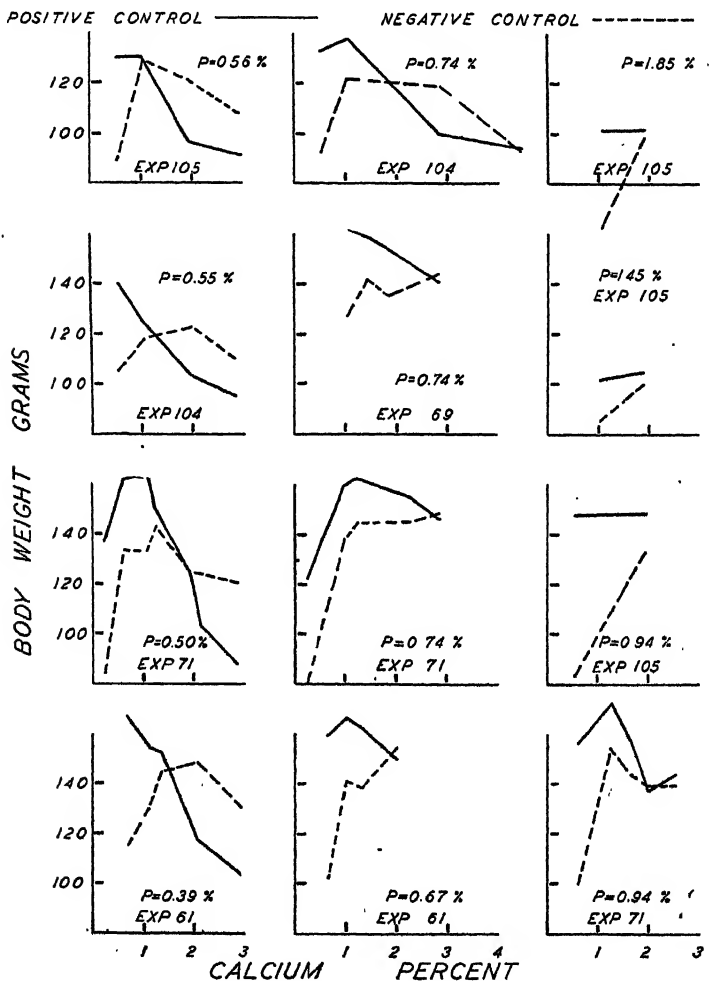 POSITIVE CONTROL NEGATIVE CONTROL
P=0.56 % P=0.74 % P=1.85 %
120
100
EXP 105 EXP 104 EXP 105
P=0.55 % P=1.45 %
EXP 105
140
120
100
P=0.74 %
EXP 104 EXP 69
140
120
100
P=0.50% P=0.74 % P=0.94 %
EXP 71 EXP 71 EXP 105
140
120
100
P=0.39 % P=0.67 % P=0.94 %
EXP 61 EXP 61 EXP 71
1 2 3 1 2 3 4 1 2 3
BODY WEIGHT GRAMS
CALCIUM PERCENT